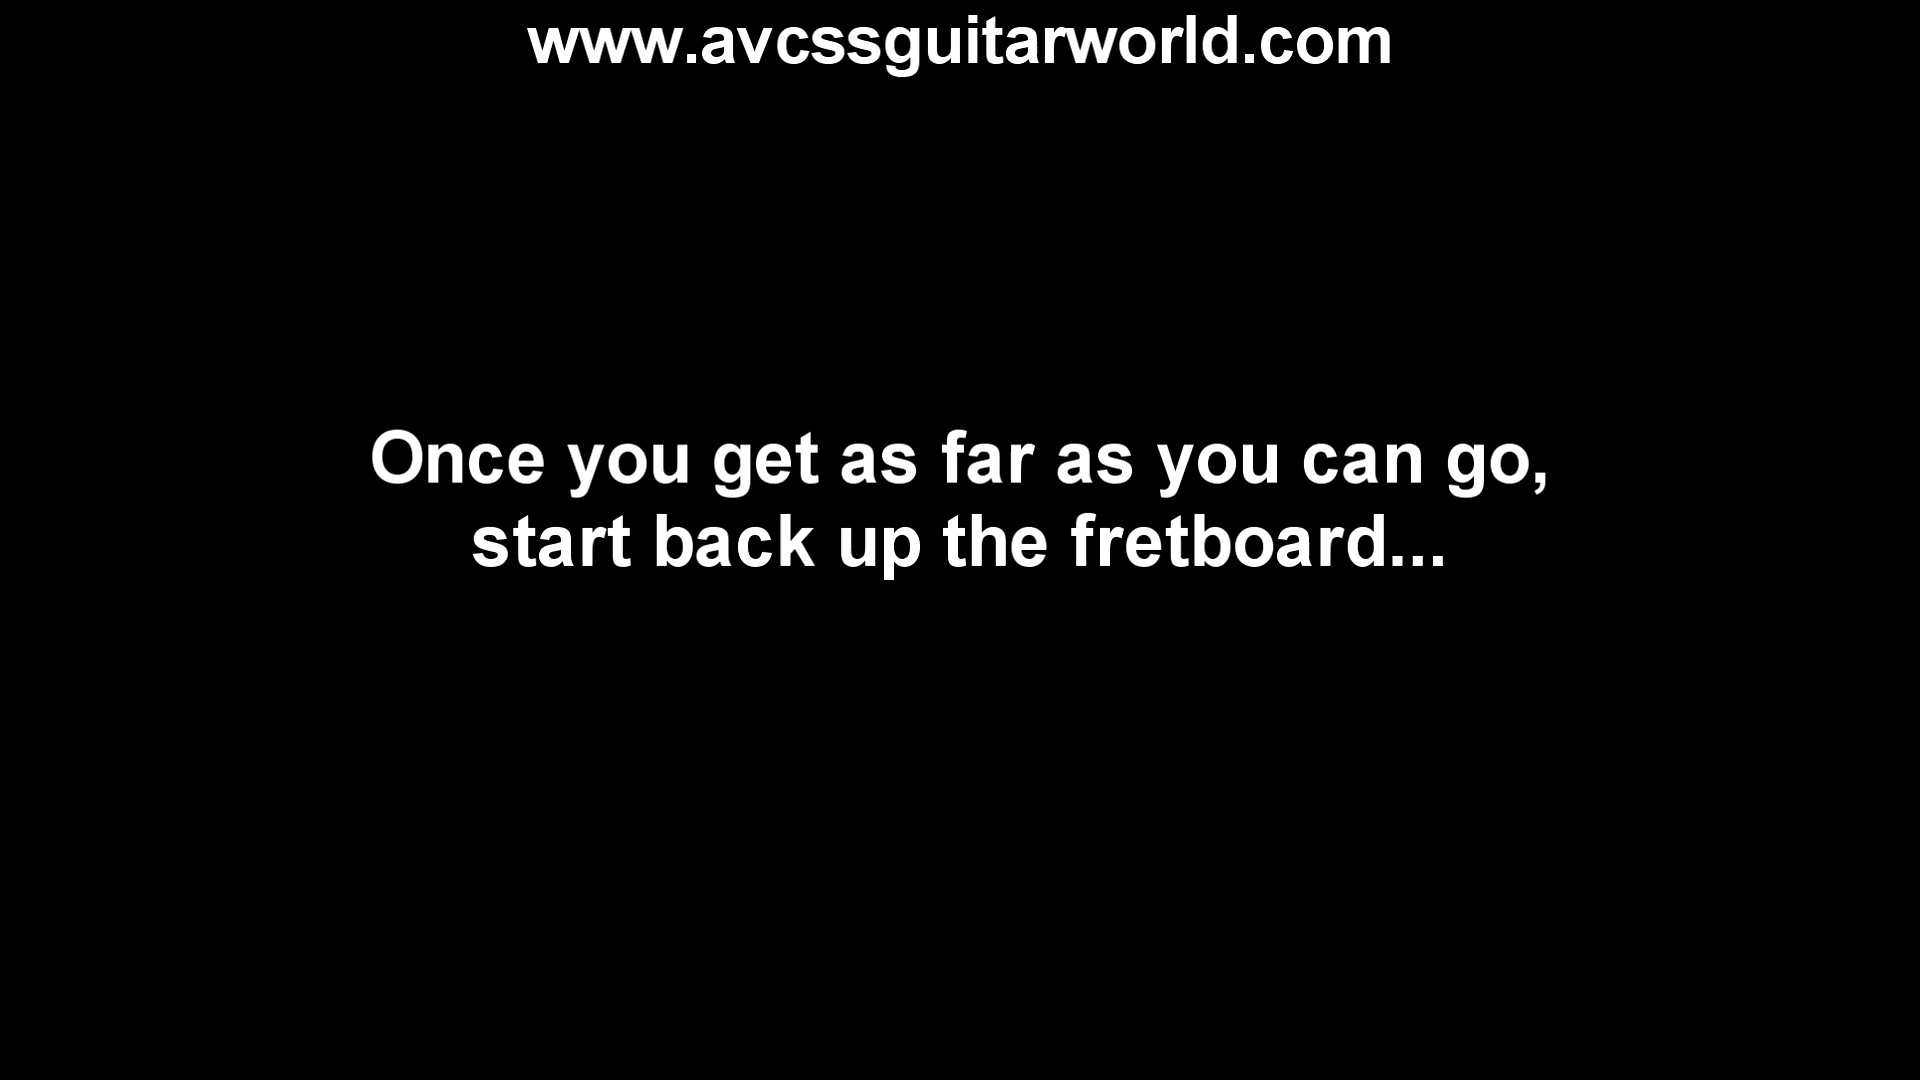 www.avcssguitarworld.com
Once you get as far as you can go,
start back up the fretboard...